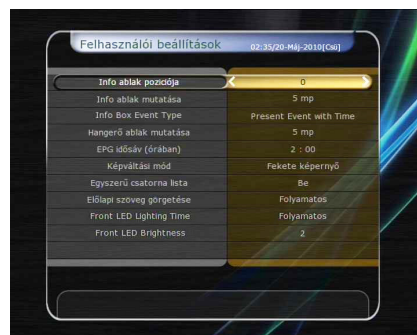 Felhasználói beállítások 02:35/20-Máj-2010[Csü]
Info ablak poziciója 0
Info ablak mutatása 5 mp
Info Box Event Type Present Event with Time
Hangerő ablak mutatása 5 mp
EPG idősáv (órában) 2 : 00
Képváltási mód Fekete képernyő
Egyszerű csatorna lista Be
Előlapi szöveg görgetése Folyamatos
Front LED Lighting Time Folyamatos
Front LED Brightness 2